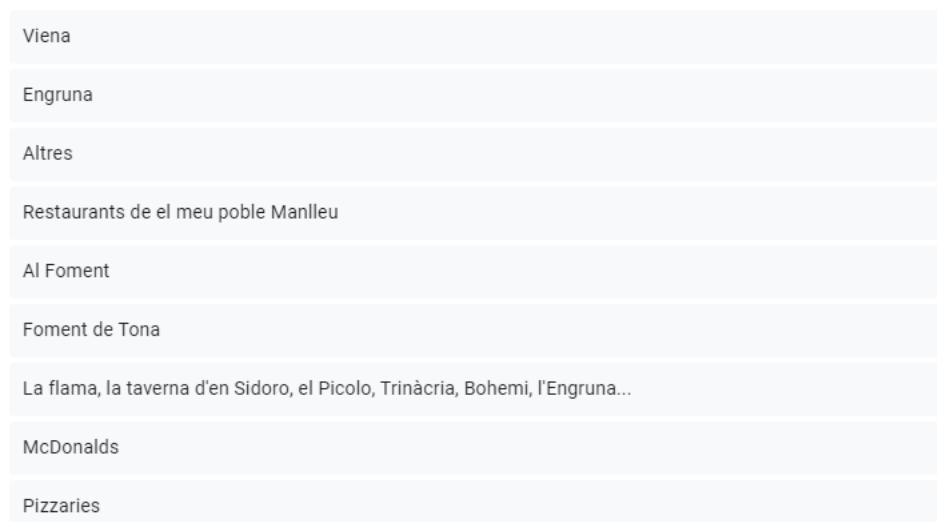 Viena
Engruna
Altres
Restaurants de el meu poble Manlleu
Al Foment
Foment de Tona
La flama, la taverna d'en Sidoro, el Picolo, Trinàcria, Bohemi, l'Engruna...
McDonalds
Pizzaries